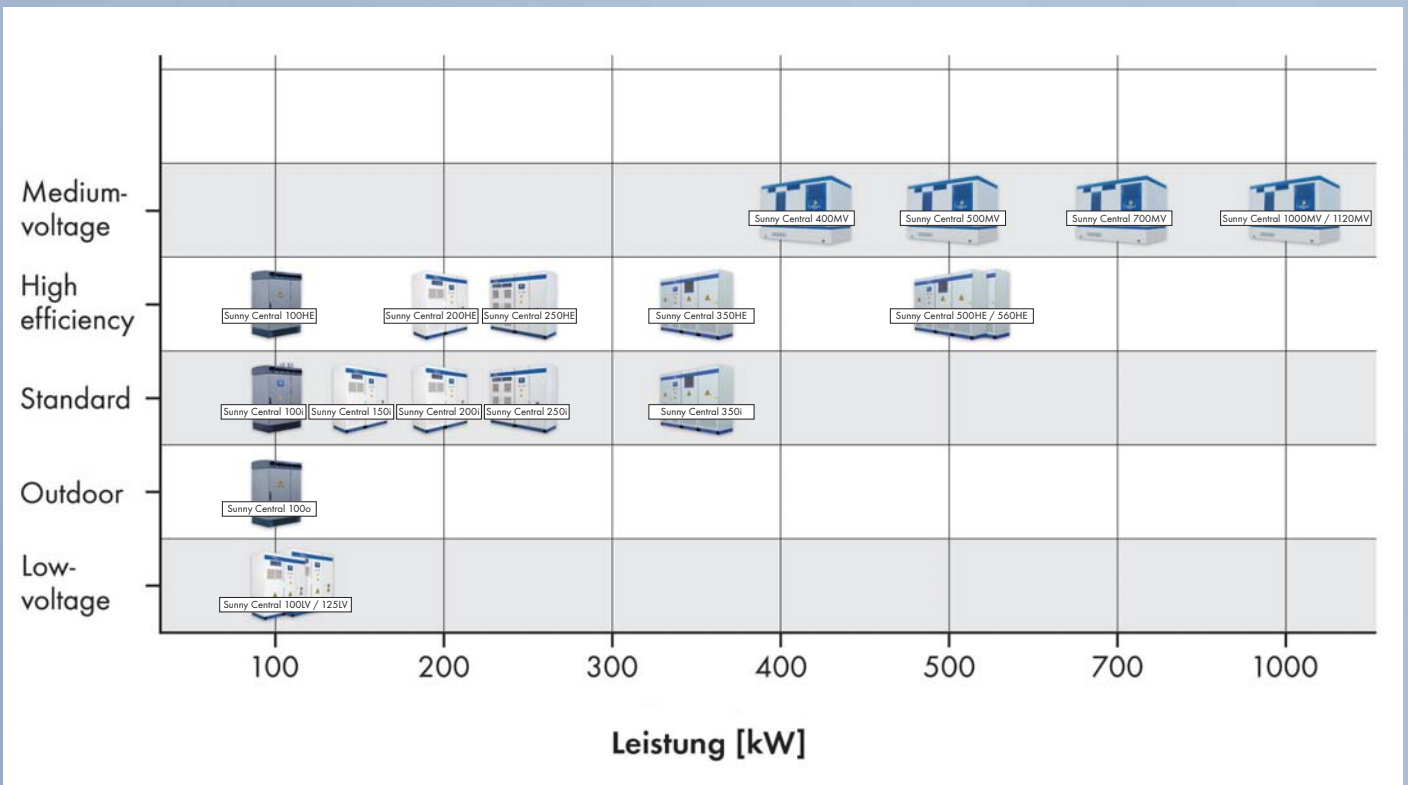 Medium-
voltage
Sunny Central 400MV
Sunny Central 500MV
Sunny Central 700MV
Sunny Central 1000MV / 1120MV
High
efficiency
Sunny Central 100HE
Sunny Central 200HE
Sunny Central 250HE
Sunny Central 350HE
Sunny Central 500HE / 560HE
Standard
Sunny Central 100i
Sunny Central 150i
Sunny Central 200i
Sunny Central 250i
Sunny Central 350i
Outdoor
Sunny Central 100o
Low-
voltage
Sunny Central 100LV / 125LV
100 200 300 400 500 700 1000
Leistung [kW]